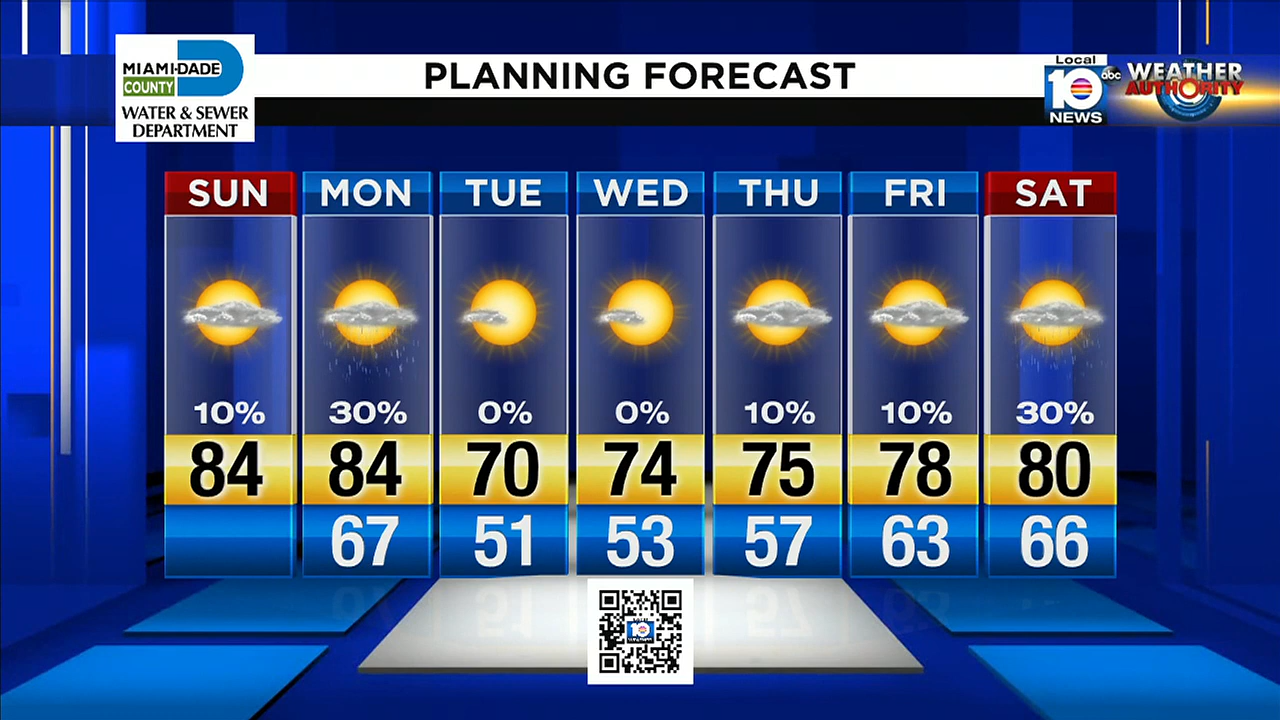 MIAMI-DADE
COUNTY
WATER & SEWER
DEPARTMENT
PLANNING FORECAST
Local
10
abc
NEWS
WEATHER
AUTHORITY
SUN MON TUE WED THU FRI SAT
10% 30% 0% 0% 10% 10% 30%
84 84 70 74 75 78 80
67 51 53 57 63 66
10